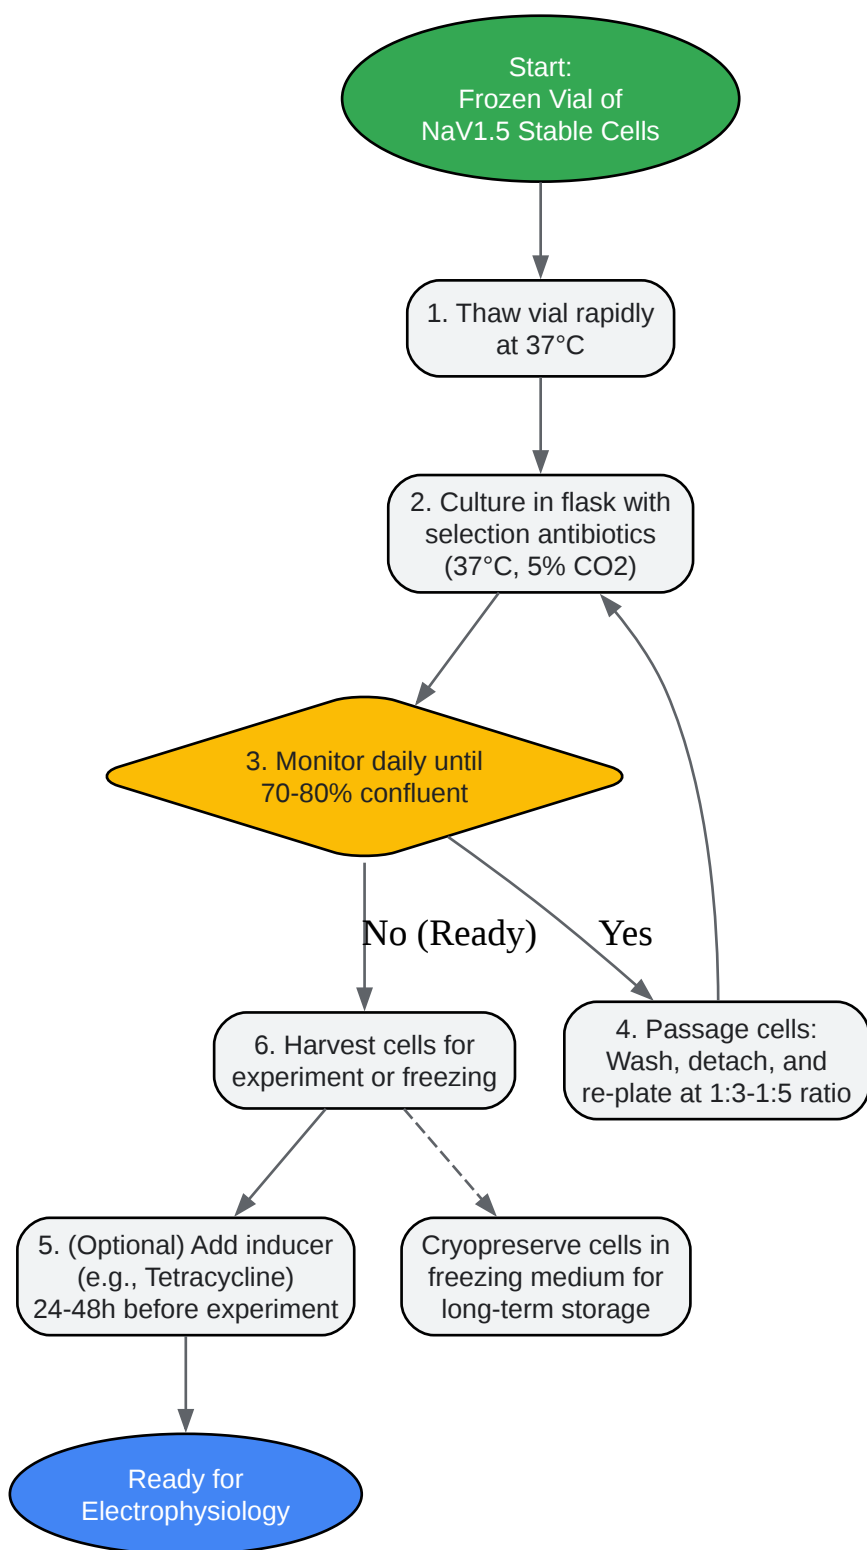 Start:
Frozen Vial of
NaV1.5 Stable Cells
1. Thaw vial rapidly
at 37°C
2. Culture in flask with
selection antibiotics
(37°C, 5% CO2)
3. Monitor daily until
70-80% confluent
No (Ready)
Yes
6. Harvest cells for
experiment or freezing
4. Passage cells:
Wash, detach, and
re-plate at 1:3-1:5 ratio
5. (Optional) Add inducer
(e.g., Tetracycline)
24-48h before experiment
Cryopreserve cells in
freezing medium for
long-term storage
Ready for
Electrophysiology